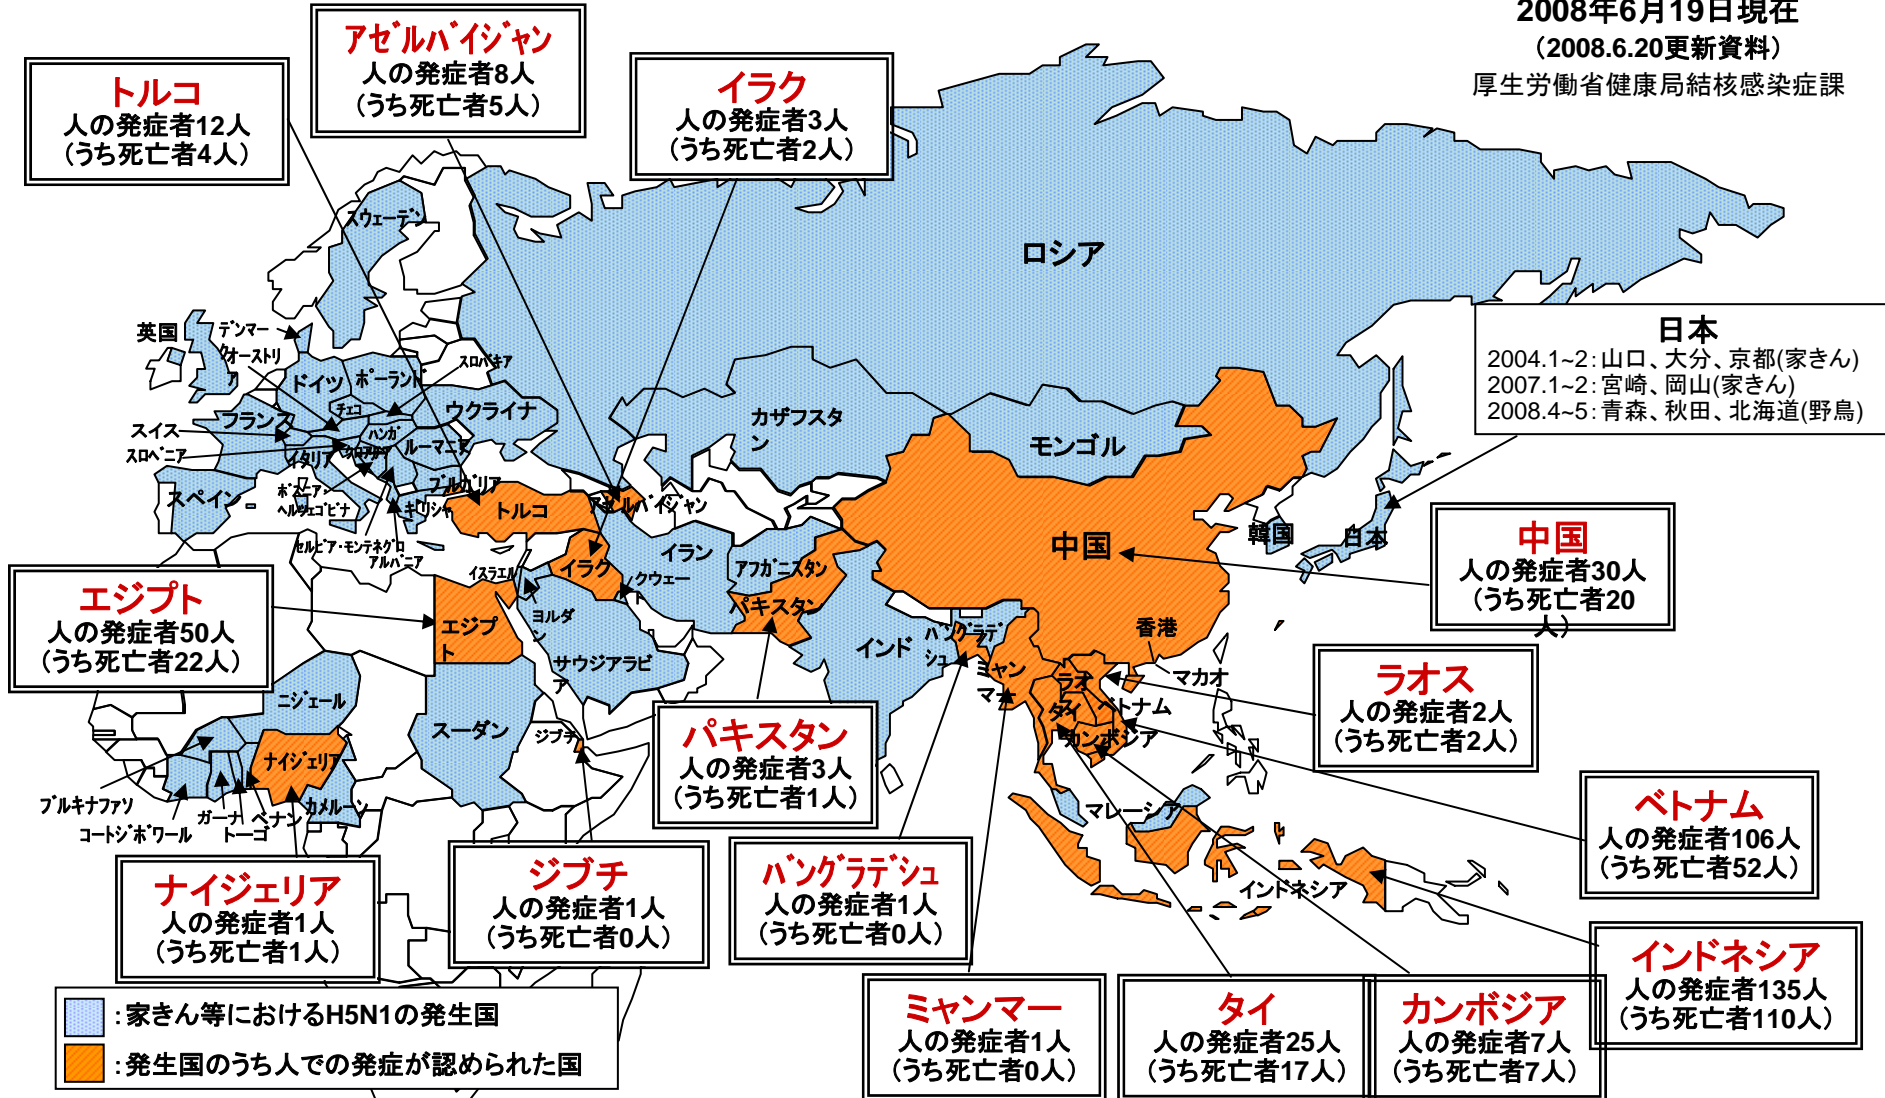 2008年6月19日現在
（2008.6.20更新資料）
厚生労働省健康局結核感染症課
アゼルバイジャン
人の発症者8人
（うち死亡者5人）
トルコ
人の発症者12人
（うち死亡者4人）
イラク
人の発症者3人
（うち死亡者2人）
スウェーデン
ロシア
日本
2004.1~2：山口、大分、京都(家きん)
2007.1~2：宮崎、岡山(家きん)
2008.4~5：青森、秋田、北海道(野鳥)
英国
デンマーク
オーストリア
スロバキア
ドイツ
ポーランド
チェコ
ウクライナ
フランス
スイス
ハンガ
スロベニア
クロアチア
ルーマニア
イタリア
カザフスタン
モンゴル
スペイン
ボスニア・
ヘルツェゴビナ
ブルガリア
ギリシャ
トルコ
アゼルバイジャン
セルビア・モンテネグロ
アルバニア
イラン
中国
韓国
日本
中国
人の発症者30人
（うち死亡者20
人）
イスラエル
イラク
クウェート
アフガニスタン
パキスタン
エジプト
人の発症者50人
（うち死亡者22人）
エジプ
ト
ヨルダ
ン
サウジアラビ
ア
インド
バングラデ
シュ
ミャン
マー
香港
マカオ
ラオ
ス
ベトナム
タイ
カンボジア
ラオス
人の発症者2人
（うち死亡者2人）
ニジェール
スーダン
ジブチ
ナイジェリア
カメルーン
ブルキナファソ
コートジボワール
ガーナ
トーゴ
ベナン
パキスタン
人の発症者3人
（うち死亡者1人）
マレーシア
インドネシア
ベトナム
人の発症者106人
（うち死亡者52人）
ナイジェリア
人の発症者1人
（うち死亡者1人）
ジブチ
人の発症者1人
（うち死亡者0人）
バングラデシュ
人の発症者1人
（うち死亡者0人）
インドネシア
人の発症者135人
（うち死亡者110人）
ミャンマー
人の発症者1人
（うち死亡者0人）
タイ
人の発症者25人
（うち死亡者17人）
カンボジア
人の発症者7人
（うち死亡者7人）
：家きん等におけるH5N1の発生国
：発生国のうち人での発症が認められた国